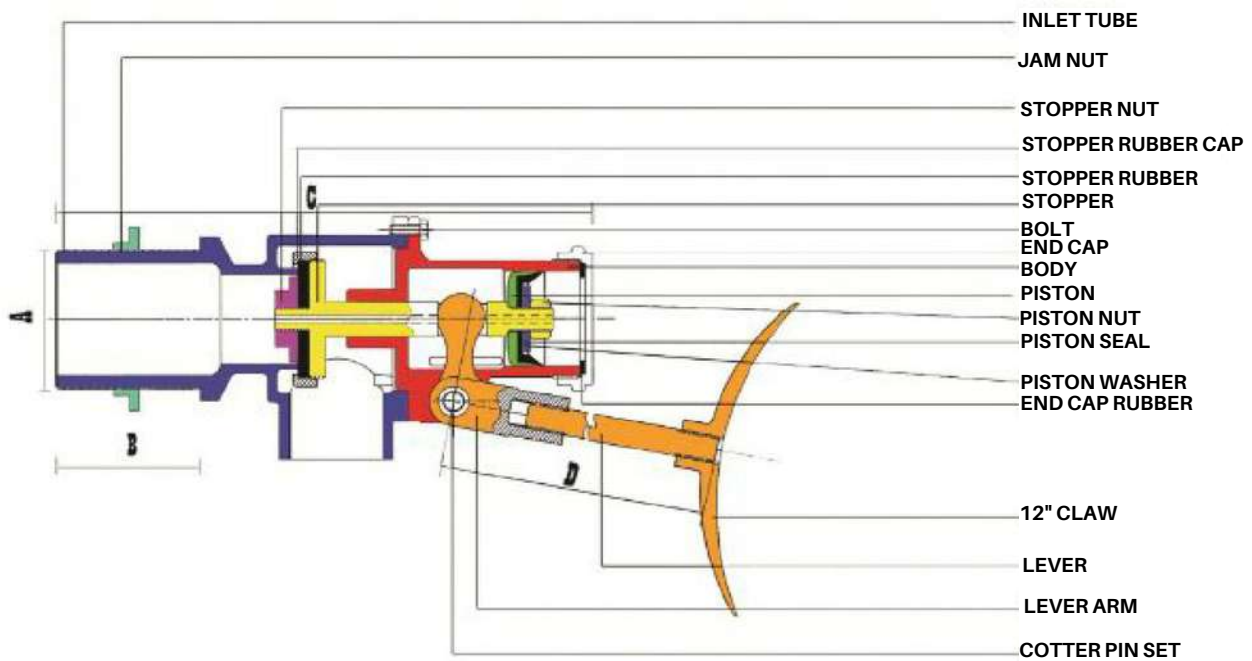 INLET TUBE
JAM NUT
STOPPER NUT
STOPPER RUBBER CAP
STOPPER RUBBER
C
STOPPER
BOLT
END CAP
BODY
PISTON
A
PISTON NUT
PISTON SEAL
PISTON WASHER
END CAP RUBBER
B
D
12" CLAW
LEVER
LEVER ARM
COTTER PIN SET